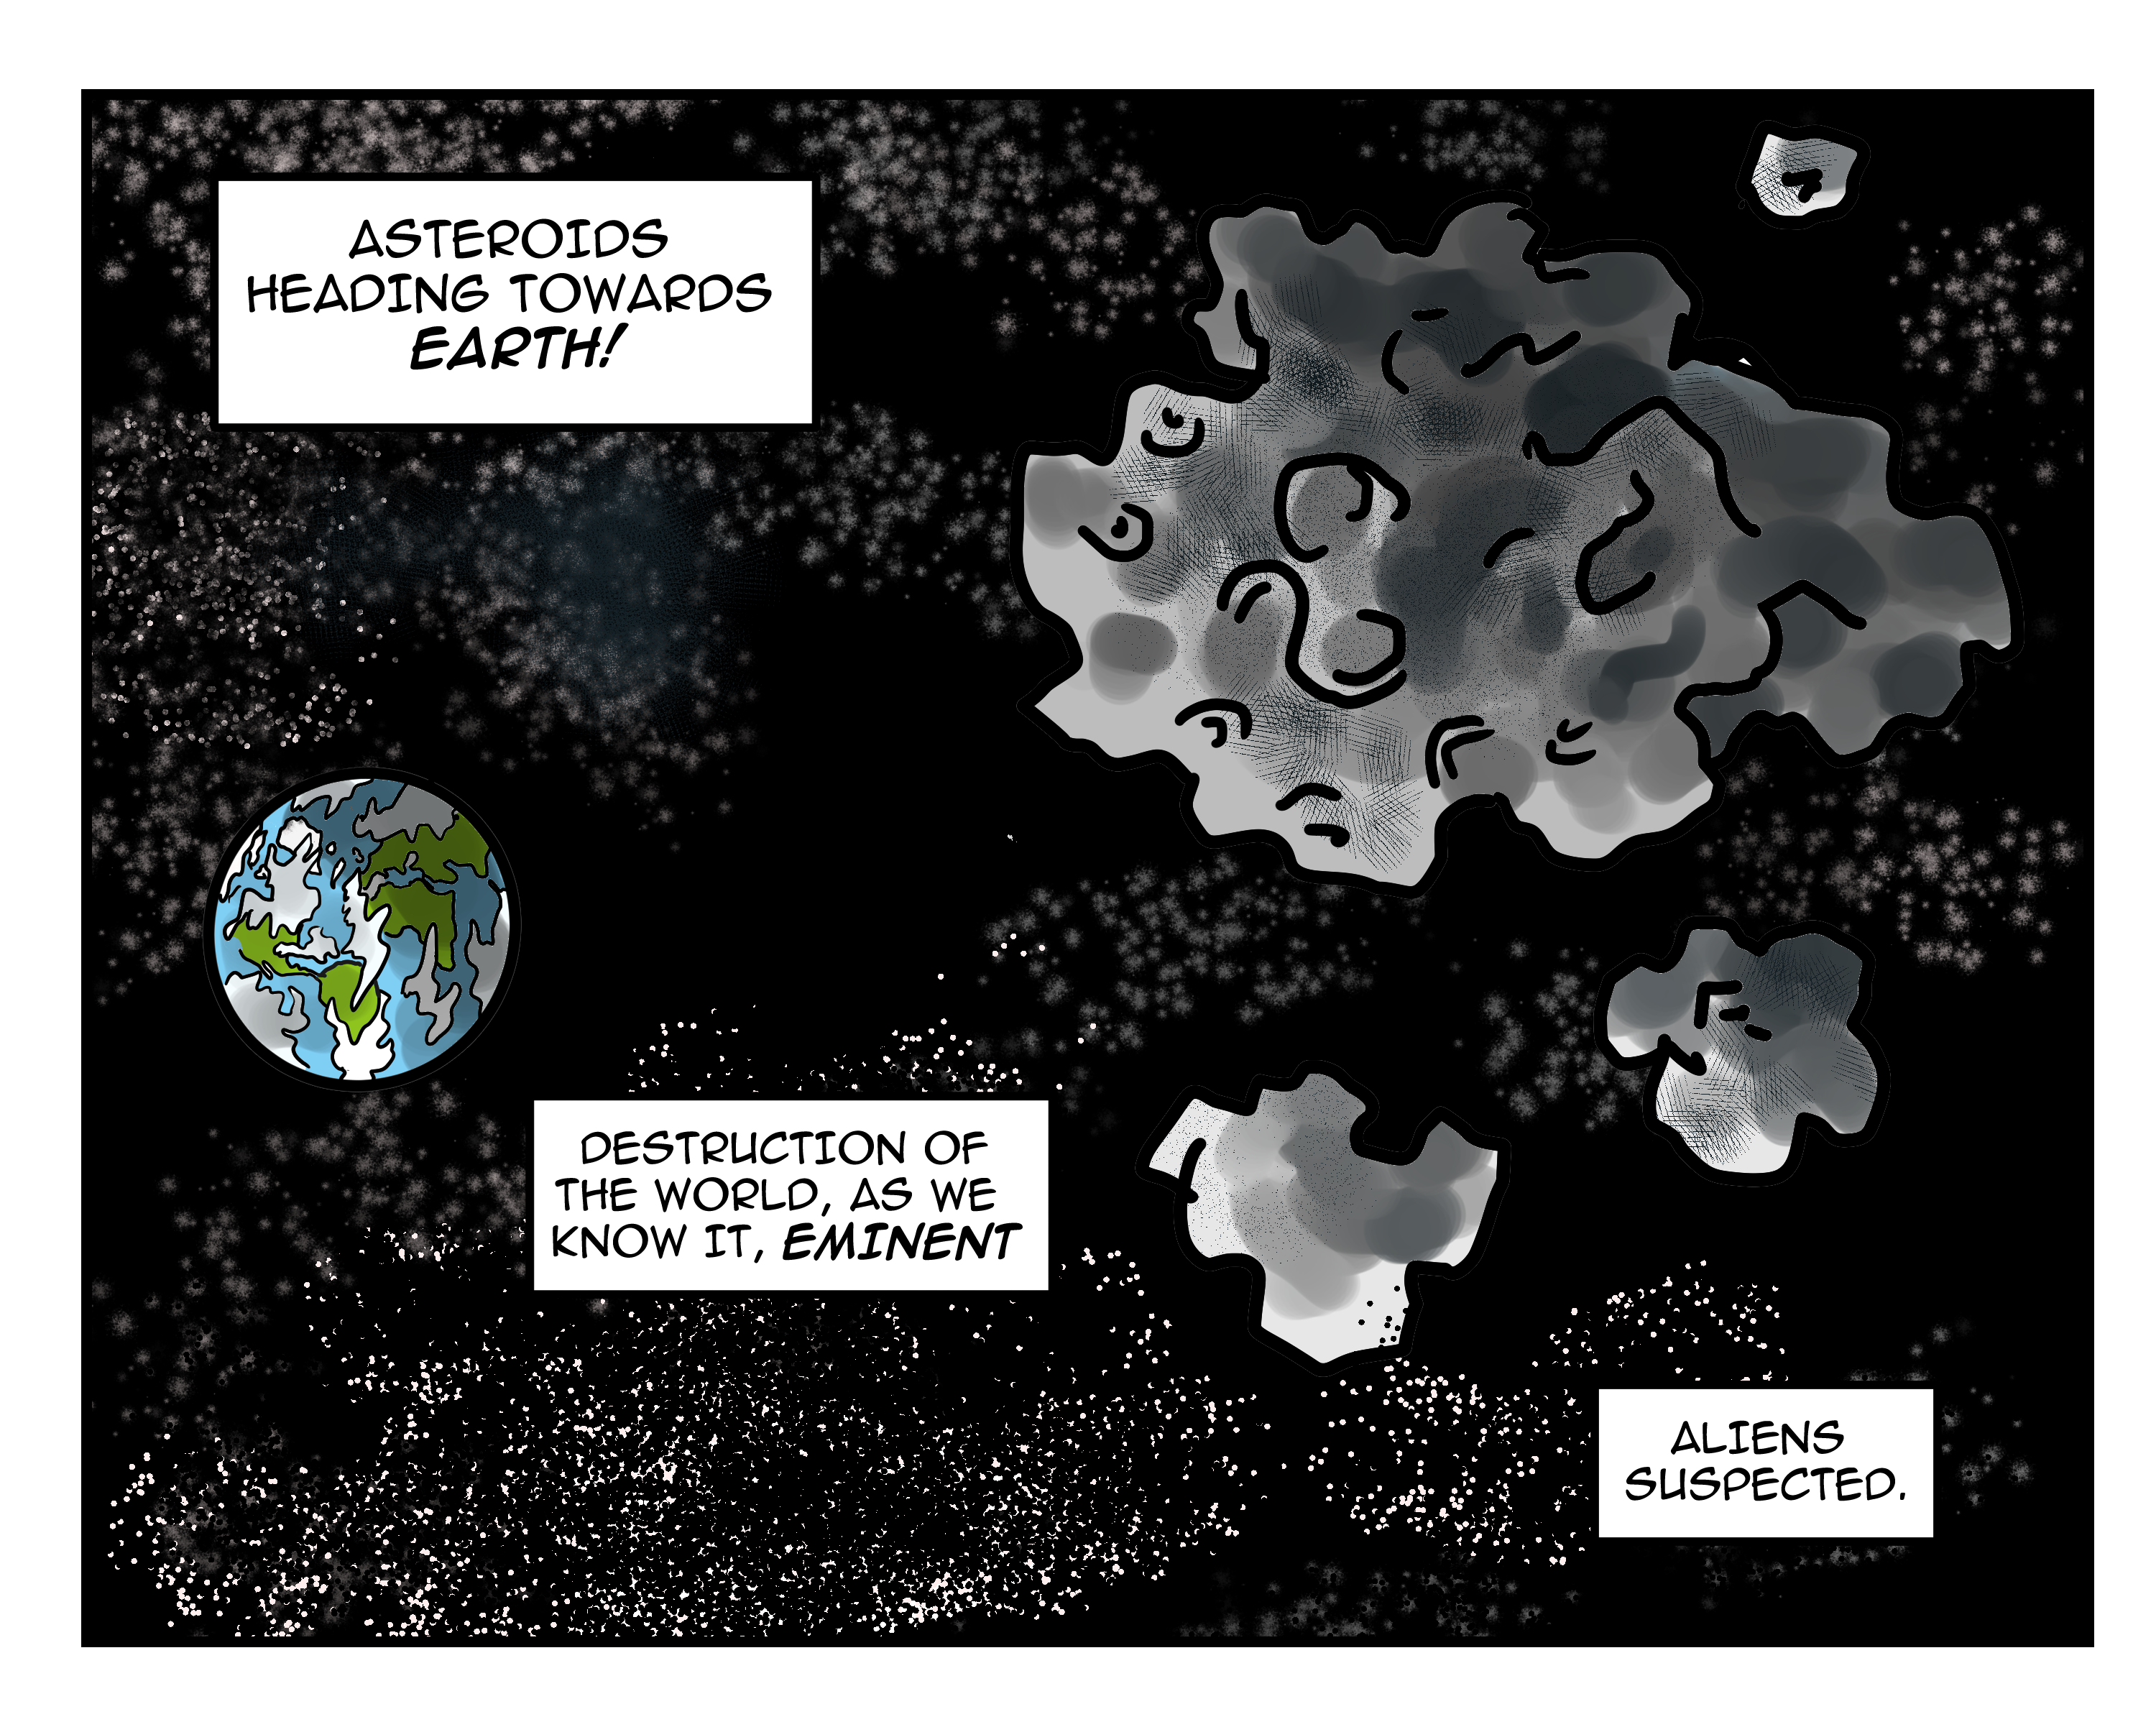 ASTEROIDS
HEADING TOWARDS
EARTH!
DESTRUCTION OF
THE WORLD, AS WE
KNOW IT, EMINENT
ALIENS
SUSPECTED.